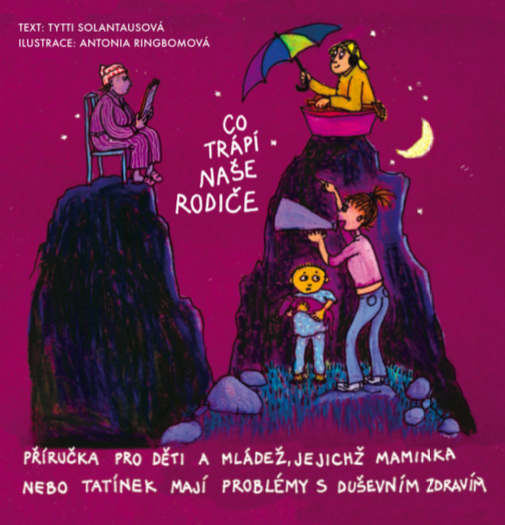 TEXT: TYTTI SOLANTAUSOVÁ
ILUSTRACE: ANTONIA RINGBOMOVÁ
CO
TRÁPÍ
NAŠE
RODIČE
PŘÍRUČKA PRO DĚTI A MLÁDEŽ, JEJICHŽ MAMINKA
NEBO TATÍNEK MAJÍ PROBLÉMY S DUŠEVNÍM ZDRAVÍM